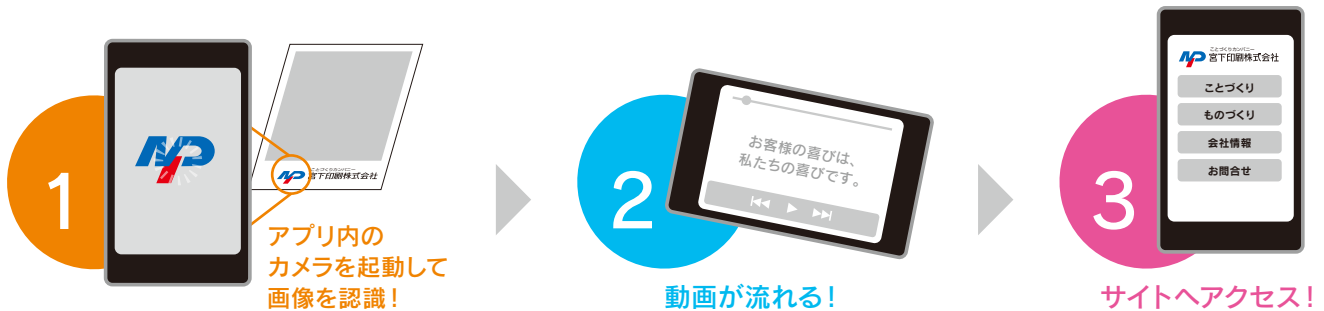 1
ことづくりカンパニー
宮下印刷株式会社
アプリ内の
カメラを起動して
画像を認識！
2
お客様の喜びは、
私たちの喜びです。
動画が流れる！
3
ことづくりカンパニー
宮下印刷株式会社
ことづくり
ものづくり
会社情報
お問合せ
サイトへアクセス！